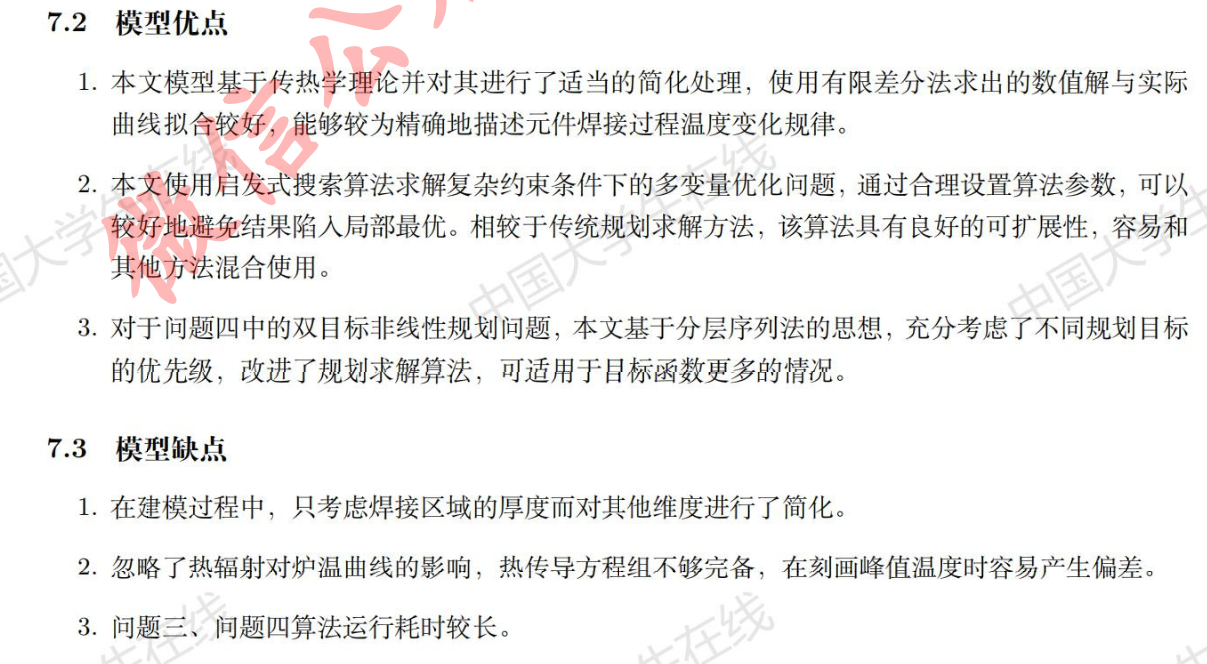 7.2 模型优点
1. 本文模型基于传热学理论并对其进行了适当的简化处理，使用有限差分法求出的数值解与实际
曲线拟合较好，能够较为精确地描述元件焊接过程温度变化规律。
2. 本文使用启发式搜索算法求解复杂约束条件下的多变量优化问题，通过合理设置算法参数，可以
较好地避免结果陷入局部最优。相较于传统规划求解方法，该算法具有良好的可扩展性，容易和
其他方法混合使用。
3. 对于问题四中的双目标非线性规划问题，本文基于分层序列法的思想，充分考虑了不同规划目标
的优先级，改进了规划求解算法，可适用于目标函数更多的情况。
7.3 模型缺点
1. 在建模过程中，只考虑焊接区域的厚度而对其他维度进行了简化。
2. 忽略了热辐射对炉温曲线的影响，热传导方程组不够完备，在刻画峰值温度时容易产生偏差。
3. 问题三、问题四算法运行耗时较长。
微信公
国大学生在线
中国大学生在线
中国大学生
生在线
生在线